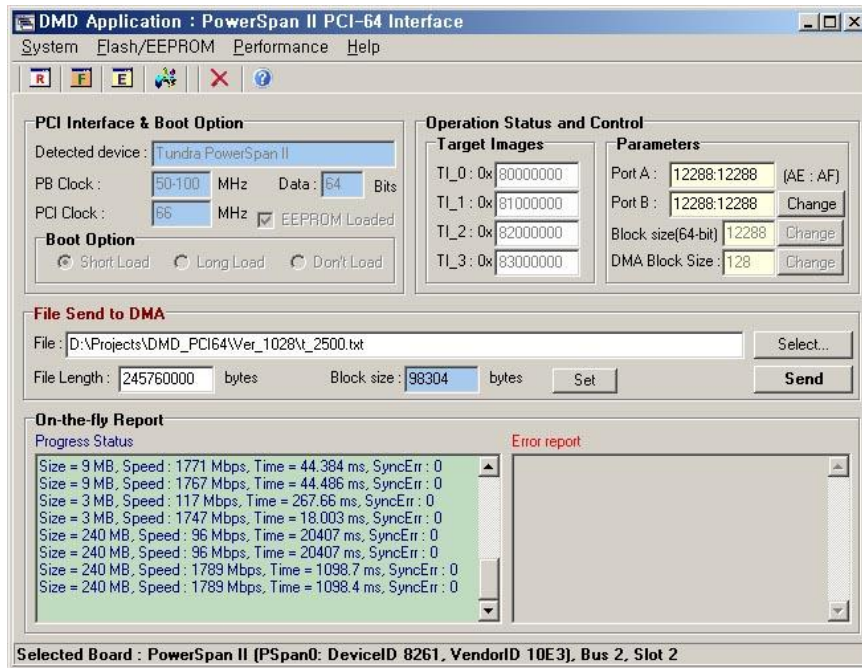 DMD Application : PowerSpan II PCI-64 Interface
System Flash/EEPROM Performance Help
R F E
PCI Interface & Boot Option
Detected device : Tundra PowerSpan II
PB Clock : 50-100 MHz Data : 64 Bits
PCI Clock : 66 MHz EEPROM Loaded
Boot Option
Short Load Long Load Don't Load
Operation Status and Control
Target Images
TI_0 : 0x 80000000
TI_1 : 0x 81000000
TI_2 : 0x 82000000
TI_3 : 0x 83000000
Parameters
Port A : 12288:12288 (AE : AF)
Port B : 12288:12288 Change
Block size(64-bit) 12288 Change
DMA Block Size : 128 Change
File Send to DMA
File : D:\Projects\DMD_PCI64\Ver_1028\t_2500.txt Select...
File Length : 245760000 bytes Block size : 98304 bytes Set Send
On-the-fly Report
Progress Status
Size = 9 MB, Speed : 1771 Mbps, Time = 44.384 ms, SyncErr : 0
Size = 9 MB, Speed : 1767 Mbps, Time = 44.486 ms, SyncErr : 0
Size = 3 MB, Speed : 117 Mbps, Time = 267.66 ms, SyncErr : 0
Size = 3 MB, Speed : 1747 Mbps, Time = 18.003 ms, SyncErr : 0
Size = 240 MB, Speed : 96 Mbps, Time = 20407 ms, SyncErr : 0
Size = 240 MB, Speed : 96 Mbps, Time = 20407 ms, SyncErr : 0
Size = 240 MB, Speed : 1789 Mbps, Time = 1098.7 ms, SyncErr : 0
Size = 240 MB, Speed : 1789 Mbps, Time = 1098.4 ms, SyncErr : 0
Error report
Selected Board : PowerSpan II (PSpan0: DeviceID 8261, VendorID 10E3), Bus 2, Slot 2